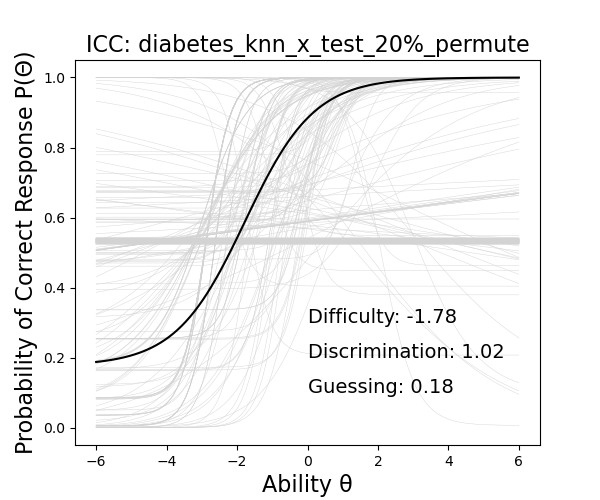 ICC: diabetes_knn_x_test_20%_permute
Probability of Correct Response P(Θ)
1.0
0.8
0.6
0.4
0.2
0.0
Difficulty: -1.78
Discrimination: 1.02
Guessing: 0.18
−6 −4 −2 0 2 4 6
Ability θ